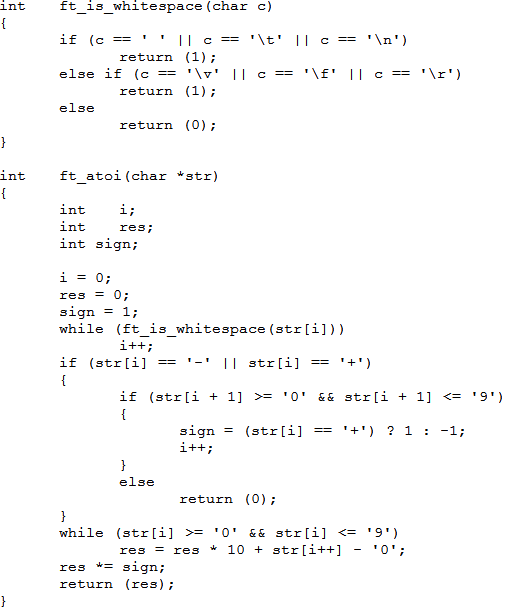 int    ft_is_whitespace(char c)
{
       if (c == ' ' || c == '\t' || c == '\n')
              return (1);
       else if (c == '\v' || c == '\f' || c == '\r')
              return (1);
       else
              return (0);
}

int    ft_atoi(char *str)
{
       int    i;
       int    res;
       int sign;

       i = 0;
       res = 0;
       sign = 1;
       while (ft_is_whitespace(str[i]))
              i++;
       if (str[i] == '-' || str[i] == '+')
       {
              if (str[i + 1] >= '0' && str[i + 1] <= '9')
              {
                     sign = (str[i] == '+') ? 1 : -1;
                     i++;
              }
              else
                     return (0);
       }
       while (str[i] >= '0' && str[i] <= '9')
              res = res * 10 + str[i++] - '0';
       res *= sign;
       return (res);
}